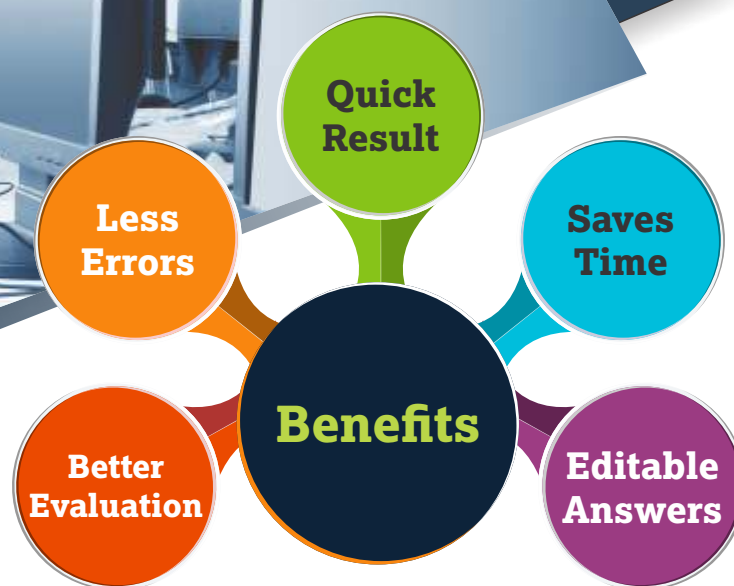 Quick
Result
Less
Errors
Saves
Time
Benefits
Better
Evaluation
Editable
Answers